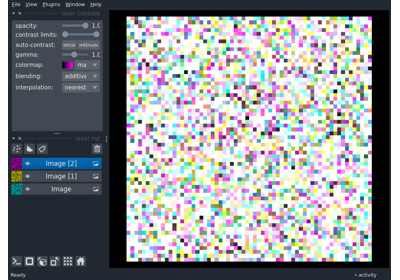 File View Plugins Window Help
layer controls
opacity: 1.0
contrast limits:
auto-contrast: once
gamma: 1.0
colormap: ma
blending: additive
interpolation: nearest
layer list
Image [2]
Image [1]
Image
Ready activity